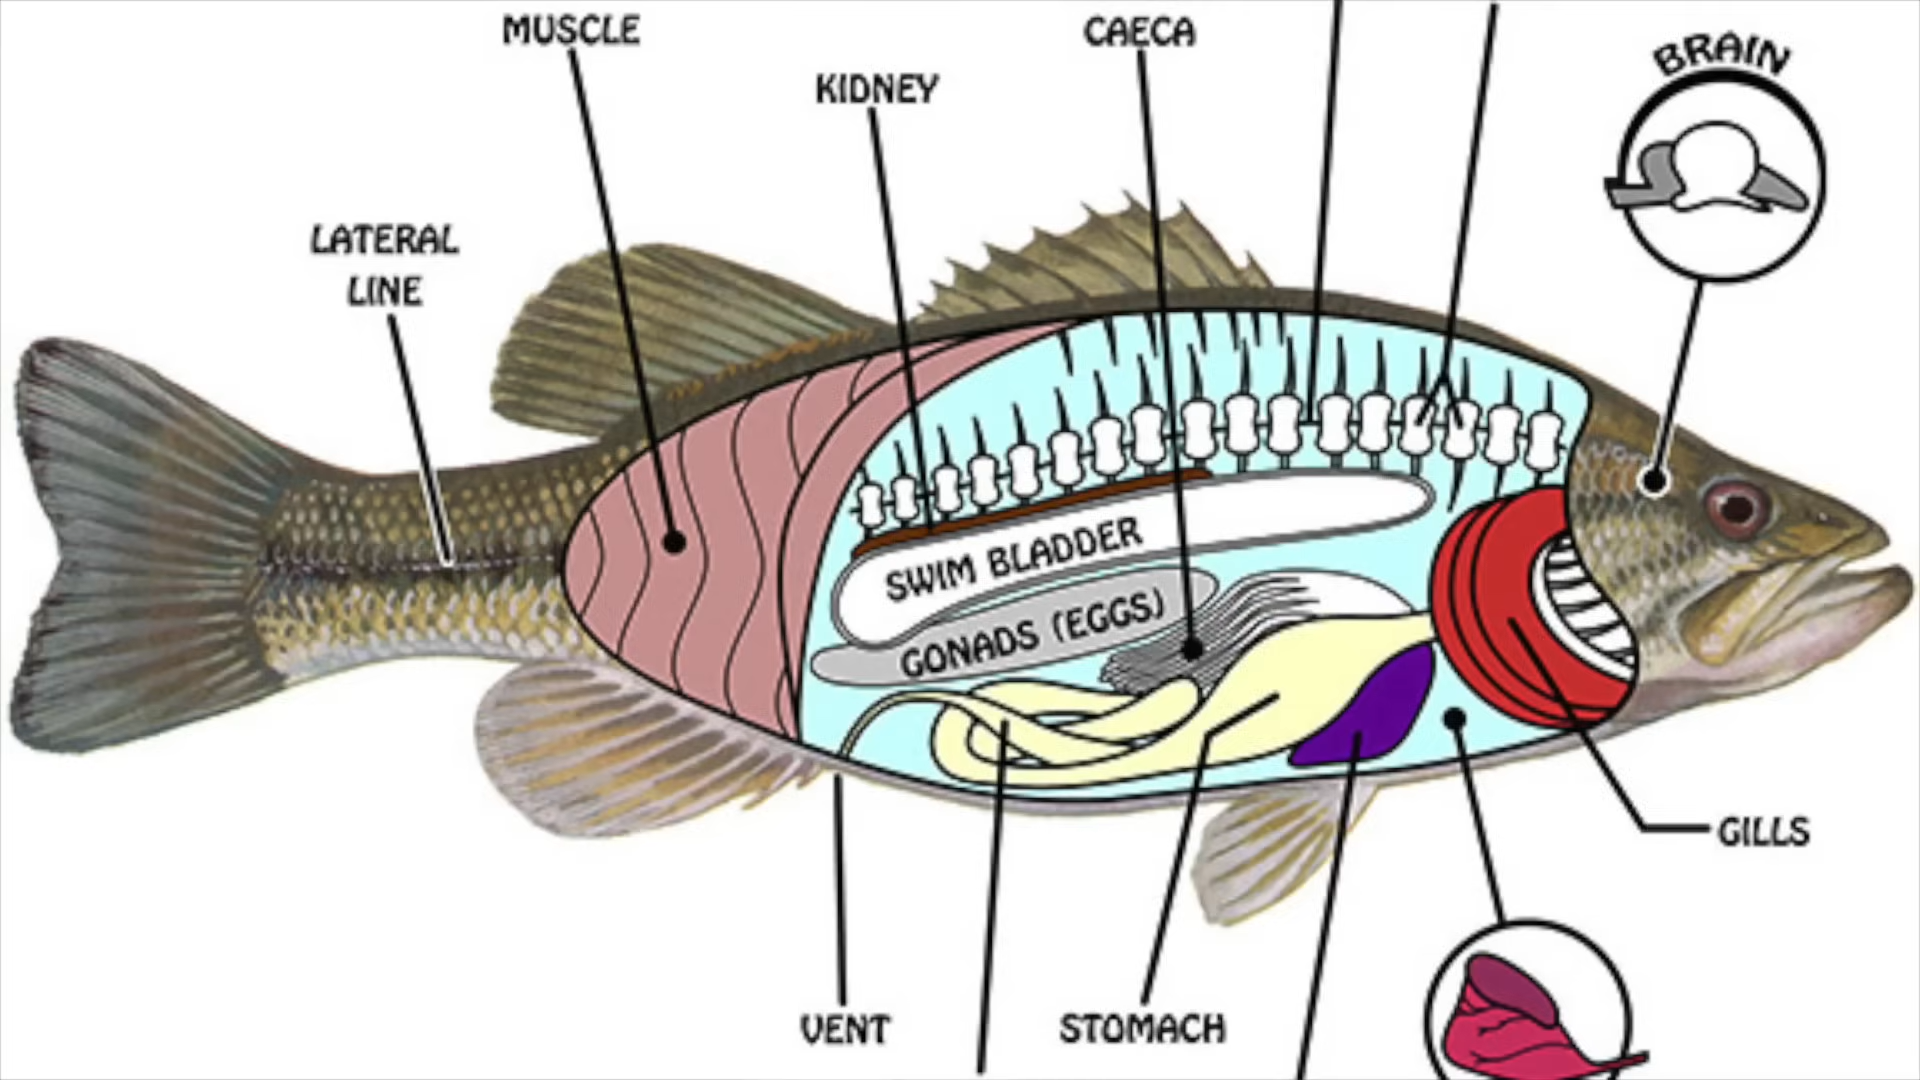 MUSCLE
CAECA
BRAIN
KIDNEY
LATERAL
LINE
SWIM BLADDER
GONADS (EGGS)
GILLS
VENT
STOMACH